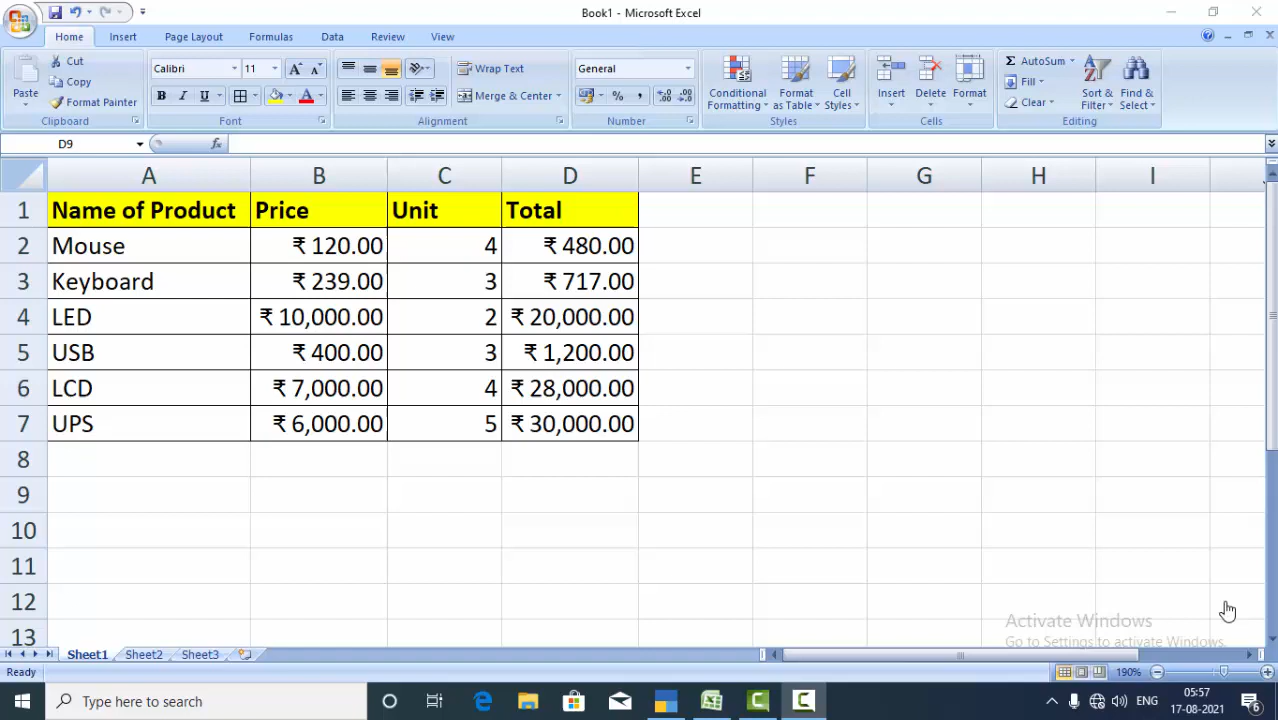 Book1 - Microsoft Excel
Home Insert Page Layout Formulas Data Review View
Paste
Cut
Copy
Format Painter
Clipboard
Calibri 11
B I U
Font
Wrap Text
Merge & Center
Alignment
General
%
Number
Conditional Formatting
Format as Table
Cell Styles
Styles
Insert
Delete
Format
Cells
Σ AutoSum
Fill
Clear
Sort & Filter
Find & Select
Editing
D9 fx
A B C D E F G H I
1 Name of Product Price Unit Total
2 Mouse ₹ 120.00 4 ₹ 480.00
3 Keyboard ₹ 239.00 3 ₹ 717.00
4 LED ₹ 10,000.00 2 ₹ 20,000.00
5 USB ₹ 400.00 3 ₹ 1,200.00
6 LCD ₹ 7,000.00 4 ₹ 28,000.00
7 UPS ₹ 6,000.00 5 ₹ 30,000.00
8
9
10
11
12
13
Activate Windows
Go to Settings to activate Windows.
Sheet1 Sheet2 Sheet3
Ready 190%
Type here to search ENG 05:57
17-08-2021 6